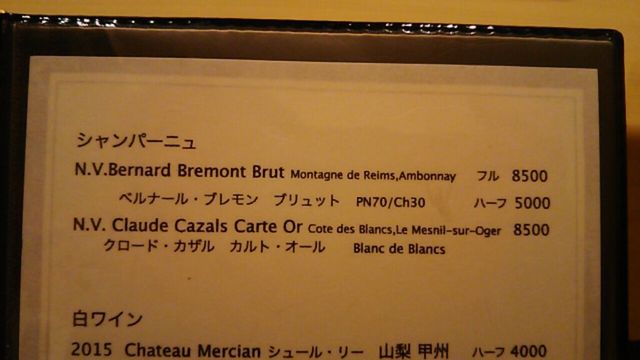 シャンパーニュ
N.V.Bernard Bremont Brut Montagne de Reims,Ambonnay フル 8500
ベルナール・ブレモン ブリュット PN70/Ch30 ハーフ 5000
N.V. Claude Cazals Carte Or Cote des Blancs,Le Mesnil-sur-Oger 8500
クロード・カザル カルト・オール Blanc de Blancs
白ワイン
2015 Chateau Mercian シュール・リー 山梨 甲州 ハーフ 4000